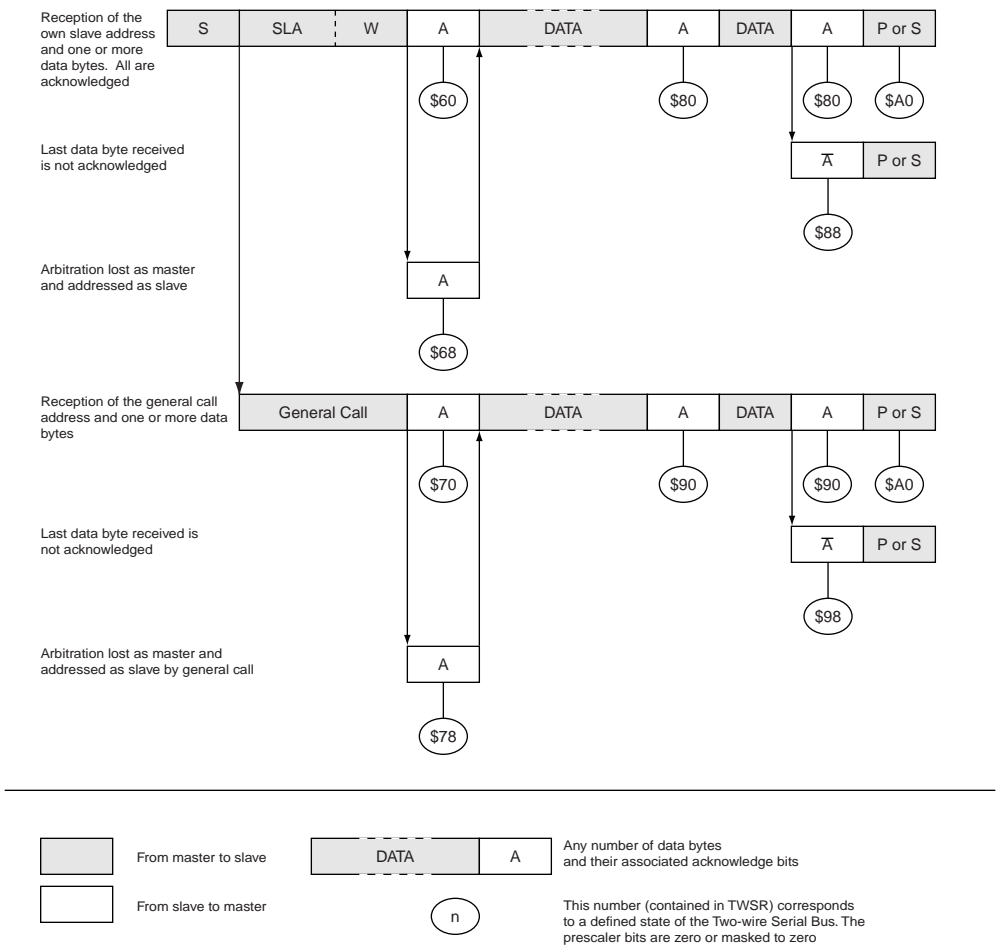 Reception of the
own slave address
and one or more
data bytes. All are
acknowledged
S SLA W A DATA A DATA A P or S
$60 $80 $80 $A0
Last data byte received
is not acknowledged
A̅ P or S
$88
Arbitration lost as master
and addressed as slave
A
$68
Reception of the general call
address and one or more data
bytes
General Call A DATA A DATA A P or S
$70 $90 $90 $A0
Last data byte received is
not acknowledged
A̅ P or S
$98
Arbitration lost as master and
addressed as slave by general call
A
$78
From master to slave
DATA A
Any number of data bytes
and their associated acknowledge bits
From slave to master
n
This number (contained in TWSR) corresponds
to a defined state of the Two-wire Serial Bus. The
prescaler bits are zero or masked to zero